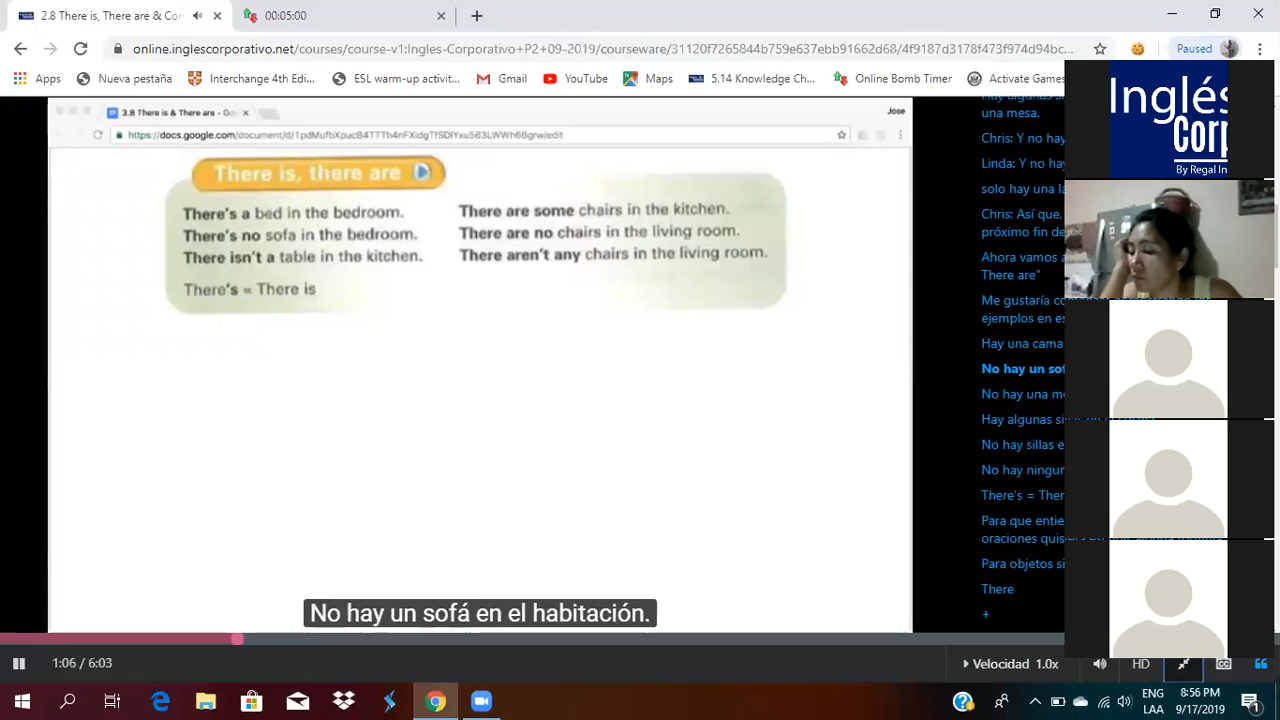 2.8 There is, There are & Con
00:05:00
online.inglescorporativo.net/courses/course-v1:Ingles-Corporativo+P2+09-2019/courseware/31120f7265844b759e637ebb91662d68/4f9187d3178f473f974d94bc...
Paused
Apps
Nueva pestaña
Interchange 4th Edi...
ESL warm-up activit...
Gmail
YouTube
Maps
S.1.4 Knowledge Ch...
Online Bomb Timer
Activate Games
3.8 There is & There are - Go
Jose
There is, there are
There's a bed in the bedroom.
There's no sofa in the bedroom.
There isn't a table in the kitchen.
There's = There is
There are some chairs in the kitchen.
There are no chairs in the living room.
There aren't any chairs in the living room.
No hay un sofá en el habitación.
una mesa.
Chris: Y no hay
Linda: Y no hay
solo hay una la
Chris: Así que,
próximo fin de
Ahora vamos a
There are"
Me gustaría
ejemplos en es
Hay una cama
No hay un sof
No hay una me
Hay algunas
No hay sillas e
No hay ningur
There's = Ther
Para que entie
oraciones
Para objetos si
There
+
Inglés
Corp
By Regal In
1:06 / 6:03
Velocidad 1.0x
HD
ENG
LAA
8:56 PM
9/17/2019
1